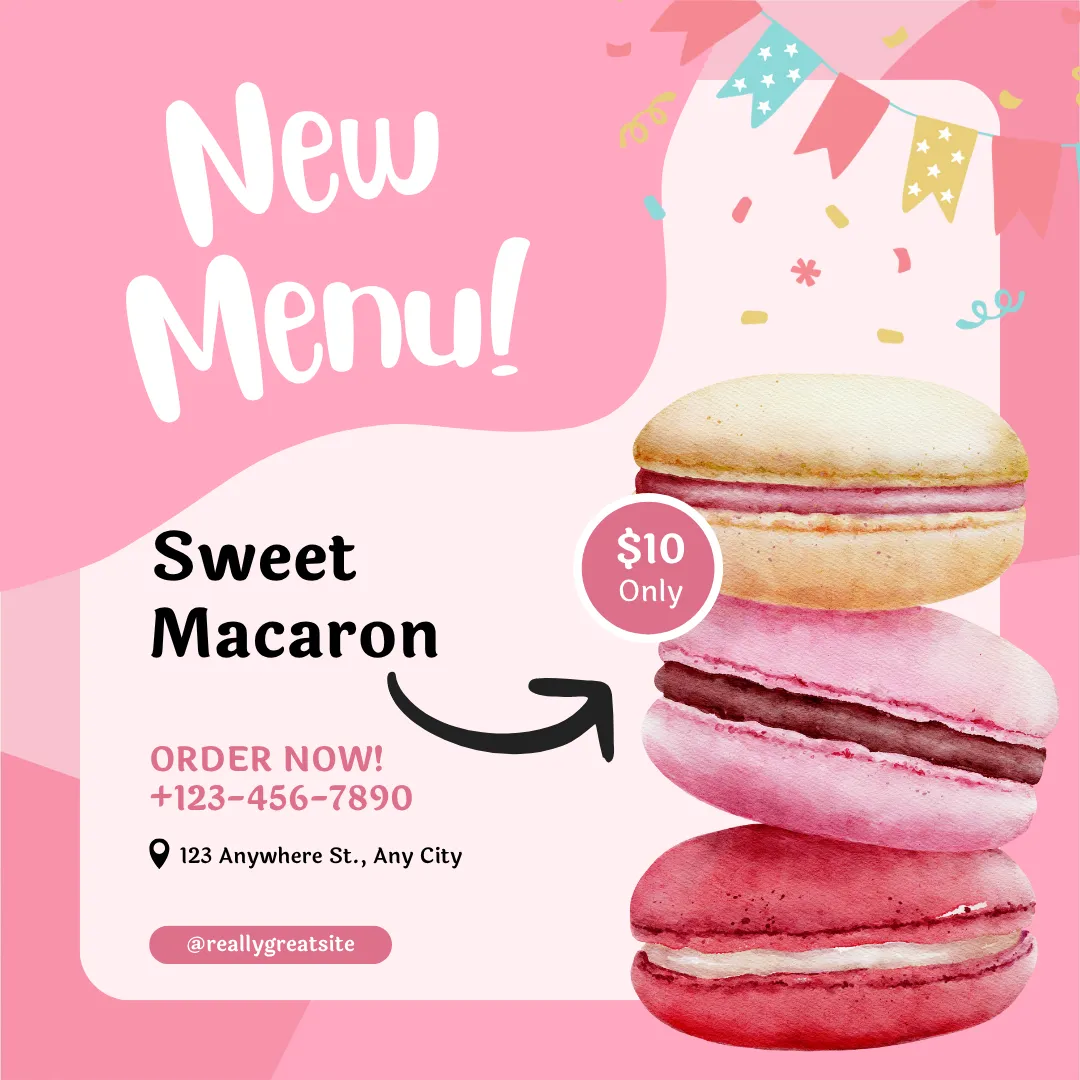 New
Menu!
Sweet
Macaron
$10
Only
ORDER NOW!
+123-456-7890
123 Anywhere St., Any City
@reallygreatsite